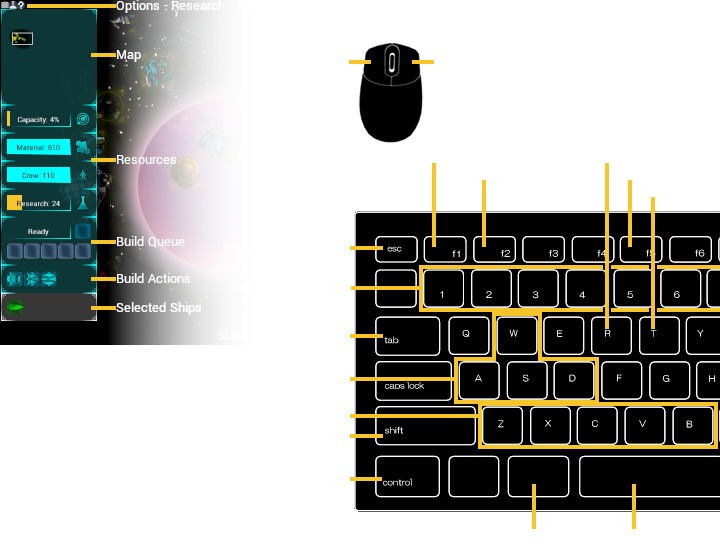 ?
Options - Research -
Map
Capacity: 4%
Material: 610
Resources
Crew: 110
Research: 24
Ready
Build Queue
Build Actions
Selected Ships
esc f1 f2 f3 f4 f5 f6
1 2 3 4 5 6
tab Q W E R T Y
caps lock A S D F G H
shift Z X C V B
control